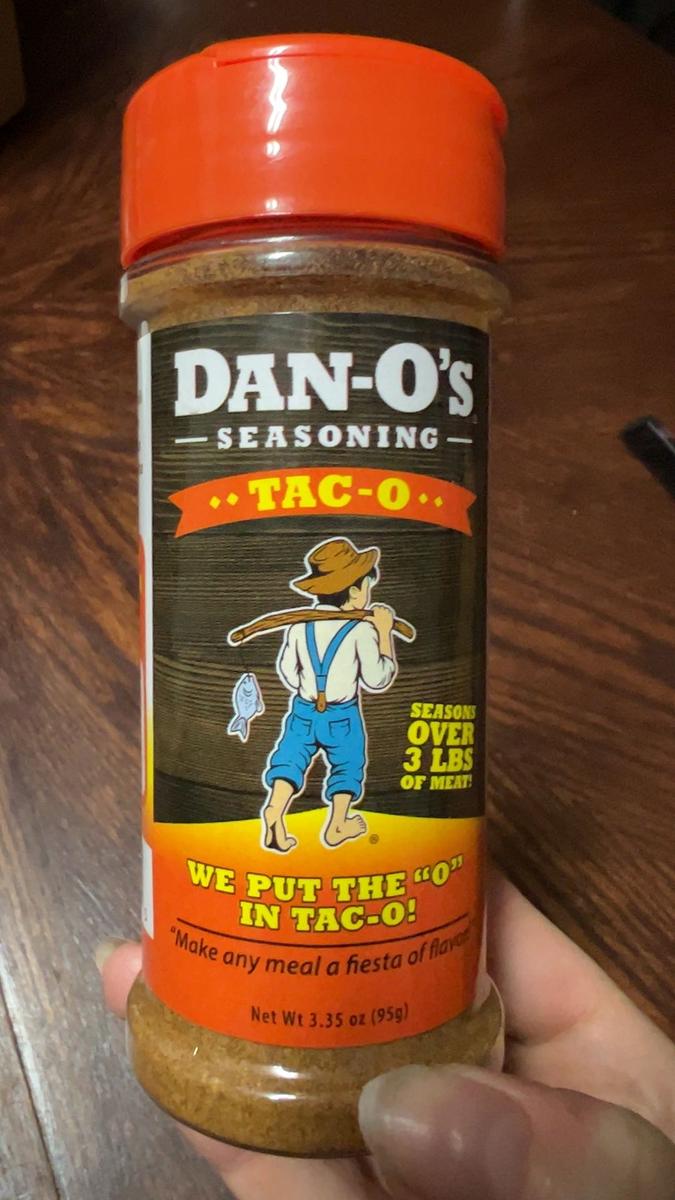 DAN-O's
SEASONING
TAC-O
SEASONS
OVER
3 LBS
OF MEAT!
®
WE PUT THE “O”
IN TAC-O!
“Make any meal a fiesta of flavor”
Net Wt 3.35 oz (95g)